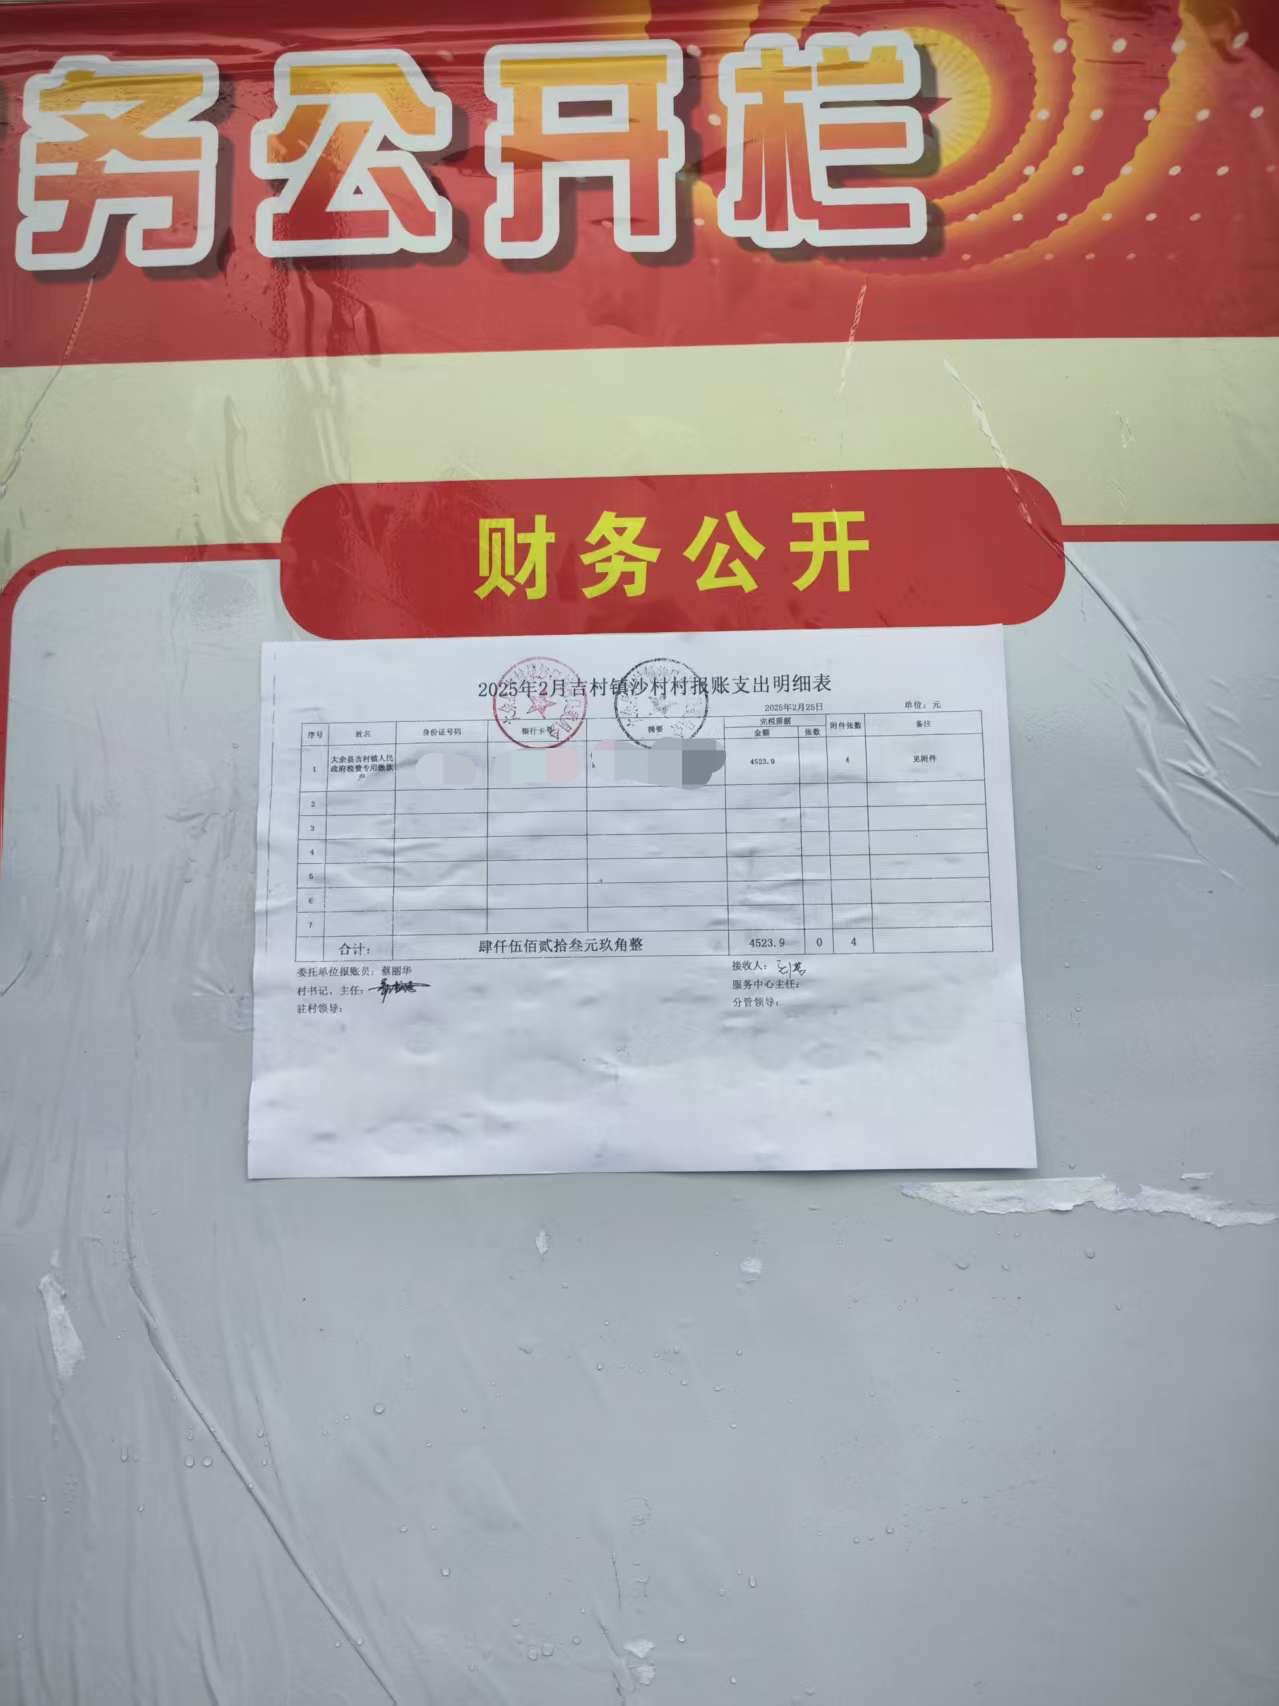 务公开栏
财务公开
2025年2月吉村镇沙村村报账支出明细表
2025年2月25日 单位：元
序号 姓名 身份证号码 银行卡号 摘要 完税票据 附件张数 备注
金额 张数
1 大余县吉村镇人民政府税费专用缴款户 4523.9 4 见附件
2
3
4
5
6
7
合计： 肆仟伍佰贰拾叁元玖角整 4523.9 0 4
委托单位报账员：蔡丽华 接收人：
村书记、主任： 服务中心主任：
驻村领导： 分管领导：